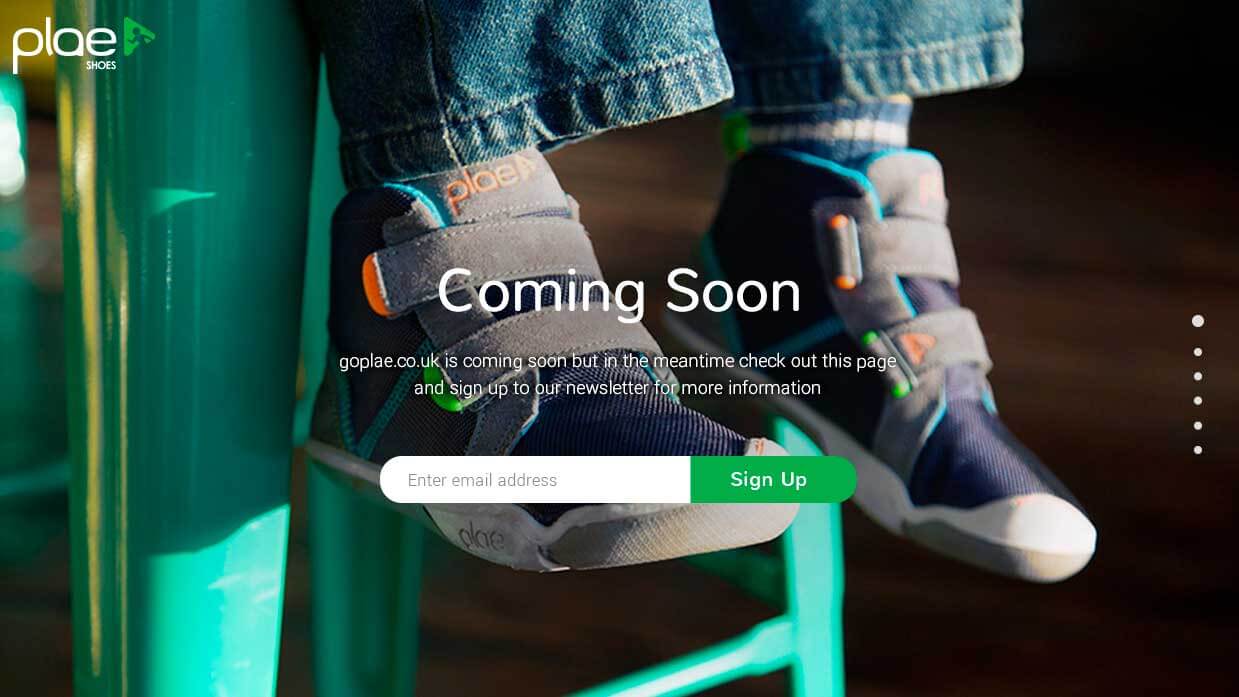 plae
SHOES
plae
Coming Soon
goplae.co.uk is coming soon but in the meantime check out this page
and sign up to our newsletter for more information
Enter email address
Sign Up
plae